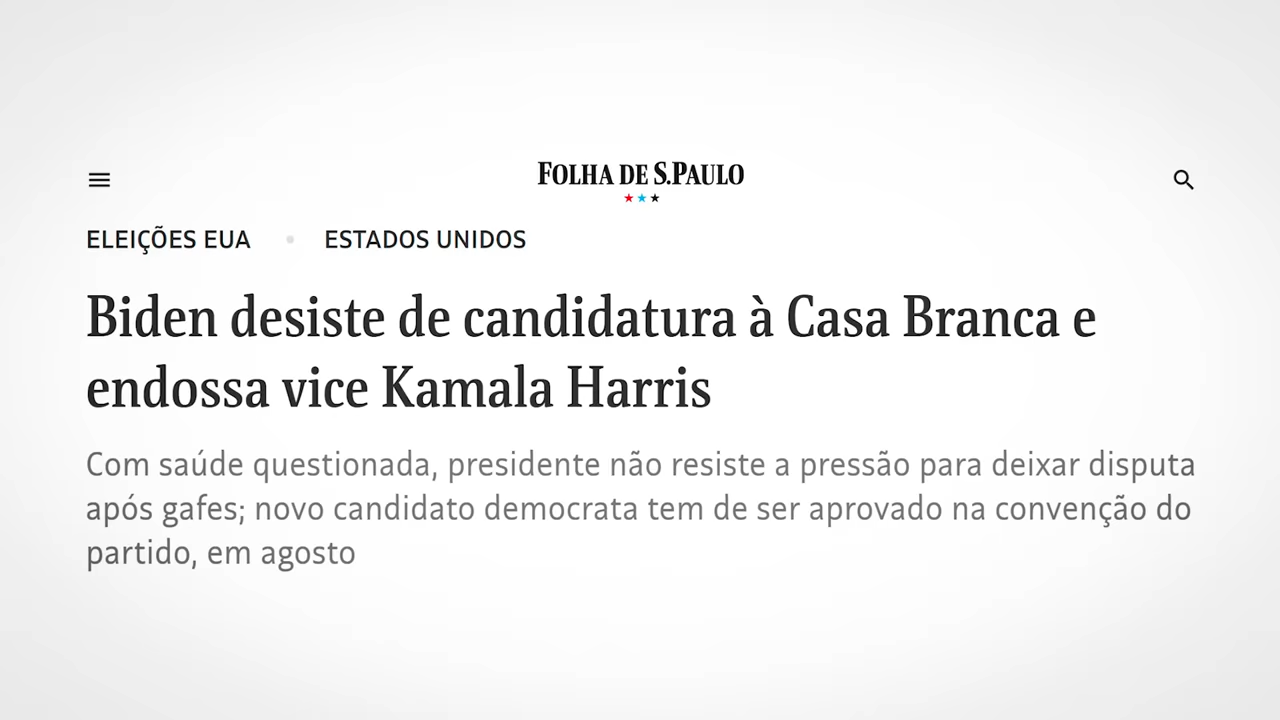 FOLHA DE S.PAULO
ELEIÇÕES EUA • ESTADOS UNIDOS
Biden desiste de candidatura à Casa Branca e
endossa vice Kamala Harris
Com saúde questionada, presidente não resiste a pressão para deixar disputa
após gafes; novo candidato democrata tem de ser aprovado na convenção do
partido, em agosto